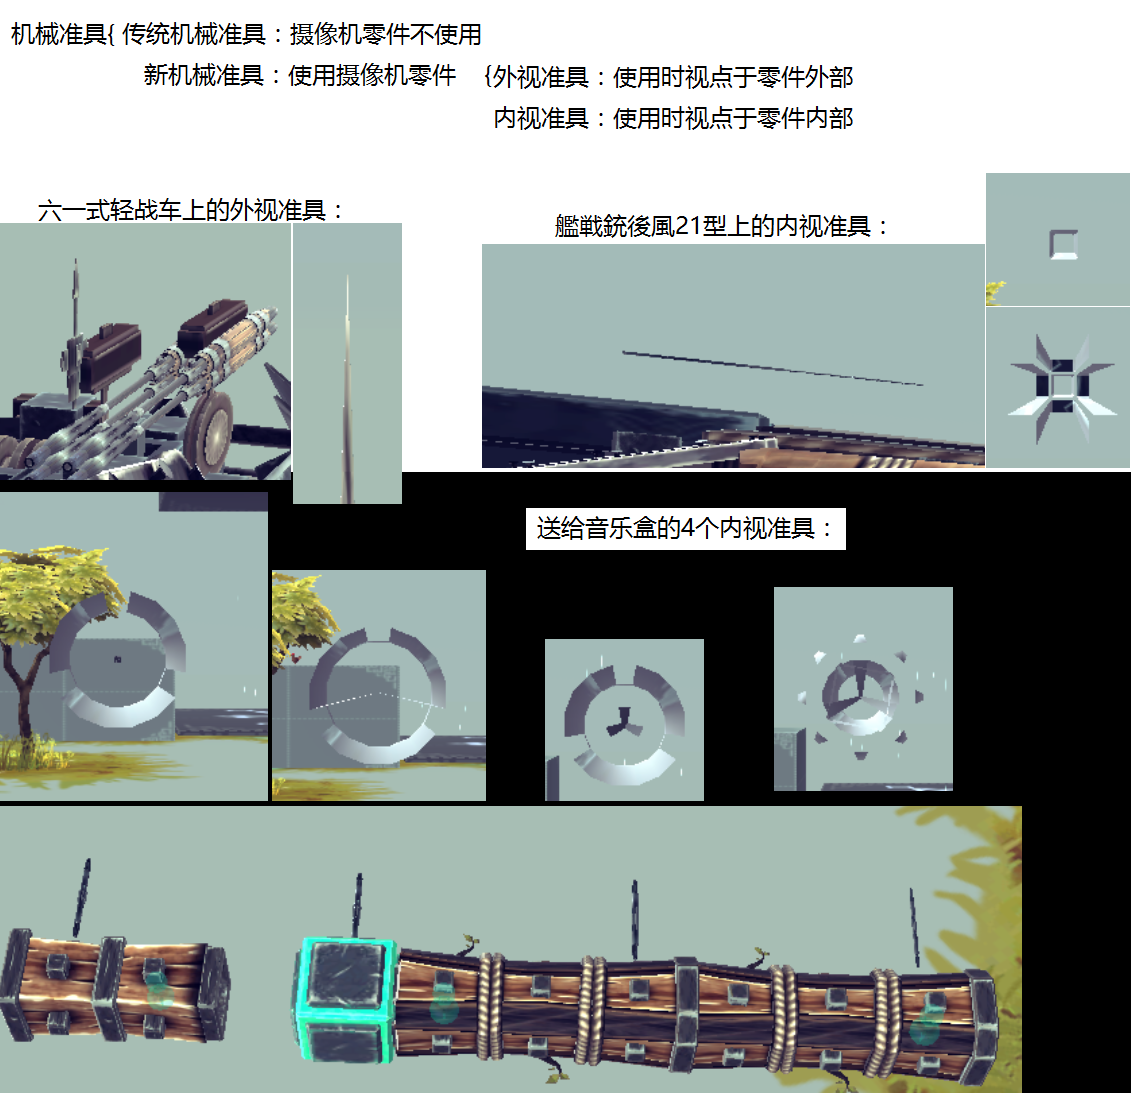 机械准具{ 传统机械准具：摄像机零件不使用
新机械准具：使用摄像机零件 {外视准具：使用时视点于零件外部
内视准具：使用时视点于零件内部
六一式轻战车上的外视准具：
艦戦銃後風21型上的内视准具：
送给音乐盒的4个内视准具：